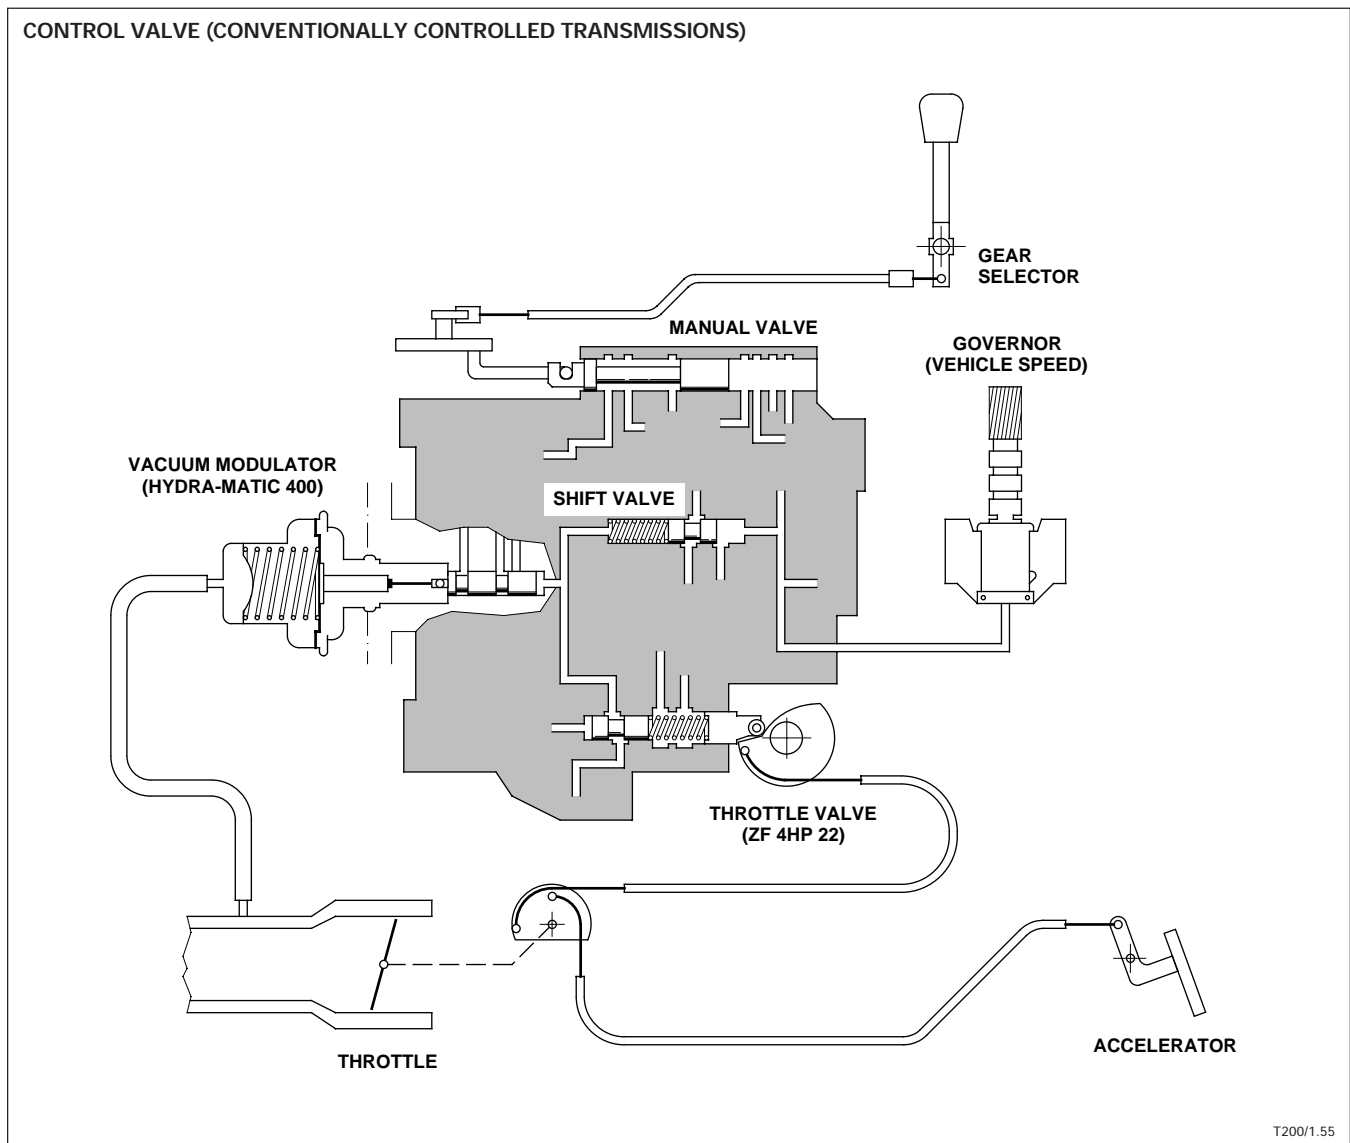 CONTROL VALVE (CONVENTIONALLY CONTROLLED TRANSMISSIONS)
GEAR
SELECTOR
MANUAL VALVE
GOVERNOR
(VEHICLE SPEED)
VACUUM MODULATOR
(HYDRA-MATIC 400)
SHIFT VALVE
THROTTLE VALVE
(ZF 4HP 22)
ACCELERATOR
THROTTLE
T200/1.55